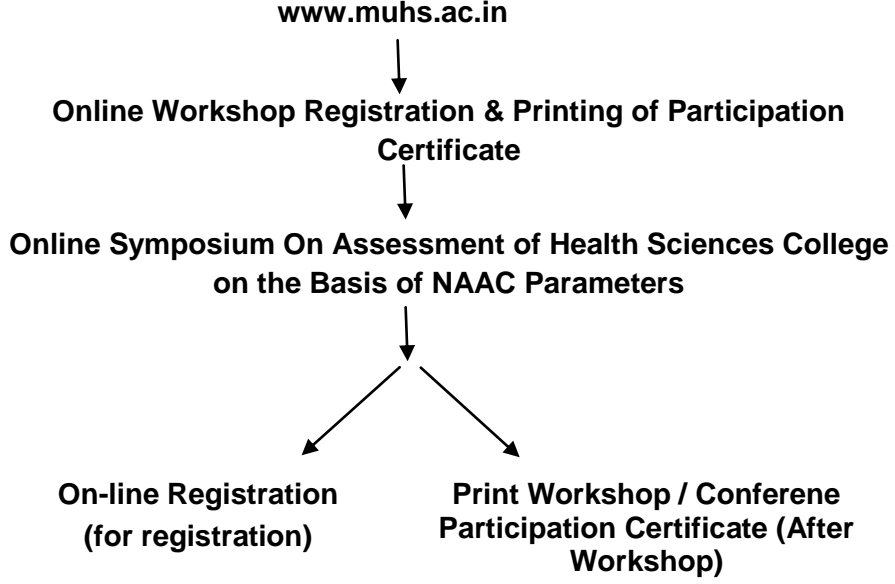 www.muhs.ac.in
Online Workshop Registration & Printing of Participation
Certificate
Online Symposium On Assessment of Health Sciences College
on the Basis of NAAC Parameters
On-line Registration
(for registration)
Print Workshop / Conferene
Participation Certificate (After
Workshop)